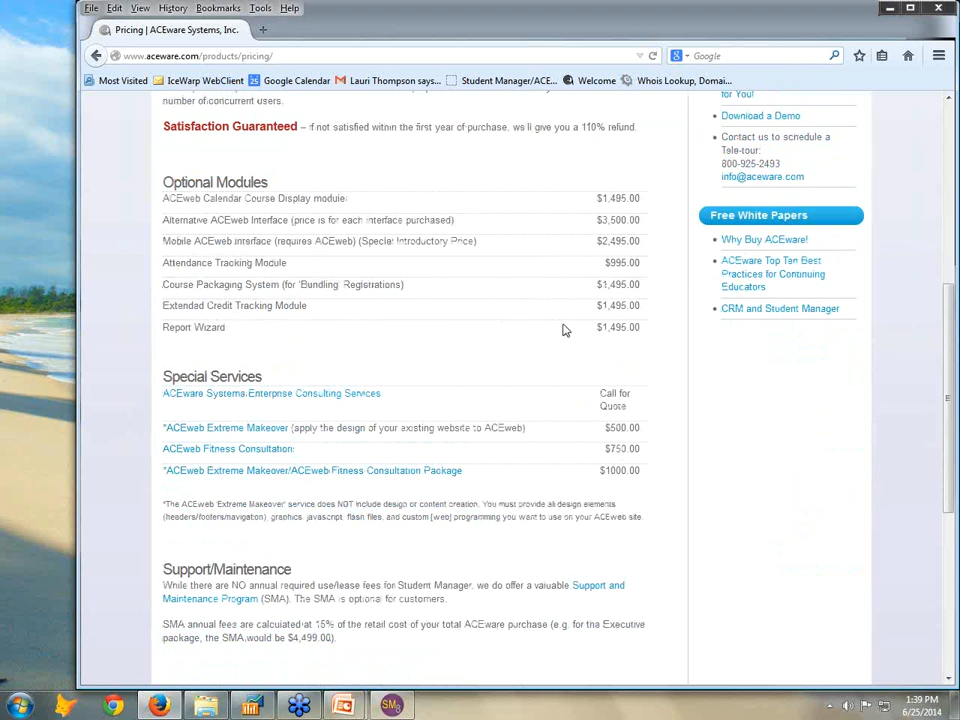 File Edit View History Bookmarks Tools Help
Pricing | ACEware Systems, Inc.
www.aceware.com/products/pricing/
Google
Most Visited IceWarp WebClient Google Calendar Lauri Thompson says... Student Manager/ACE... Welcome Whois Lookup, Domai...
number of concurrent users.
Satisfaction Guaranteed – if not satisfied within the first year of purchase, we'll give you a 110% refund.
Optional Modules
ACEweb Calendar Course Display module $1,495.00
Alternative ACEweb Interface (price is for each interface purchased) $3,500.00
Mobile ACEweb interface (requires ACEweb) (Special Introductory Price) $2,495.00
Attendance Tracking Module $995.00
Course Packaging System (for 'Bundling' Registrations) $1,495.00
Extended Credit Tracking Module $1,495.00
Report Wizard $1,495.00
Special Services
ACEware Systems Enterprise Consulting Services Call for
Quote
*ACEweb Extreme Makeover (apply the design of your existing website to ACEweb) $500.00
ACEweb Fitness Consultation $750.00
*ACEweb Extreme Makeover/ACEweb Fitness Consultation Package $1000.00
*The ACEweb 'Extreme Makeover' service does NOT include design or content creation. You must provide all design elements
(headers/footers/navigation), graphics, javascript, flash files, and custom [web] programming you want to use on your ACEweb site.
Support/Maintenance
While there are NO annual required use/lease fees for Student Manager, we do offer a valuable Support and
Maintenance Program (SMA). The SMA is optional for customers.
SMA annual fees are calculated at 15% of the retail cost of your total ACEware purchase (e.g. for the Executive
package, the SMA would be $4,499.00).
for You!
Download a Demo
Contact us to schedule a
Tele-tour:
800-925-2493
info@aceware.com
Free White Papers
Why Buy ACEware!
ACEware Top Ten Best
Practices for Continuing
Educators
CRM and Student Manager
SM8
1:39 PM
6/25/2014